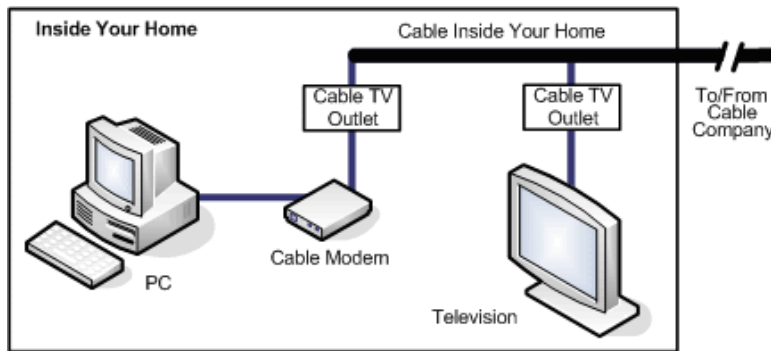 Inside Your Home
Cable Inside Your Home
Cable TV
Outlet
Cable TV
Outlet
To/From
Cable
Company
PC
Cable Modem
Television